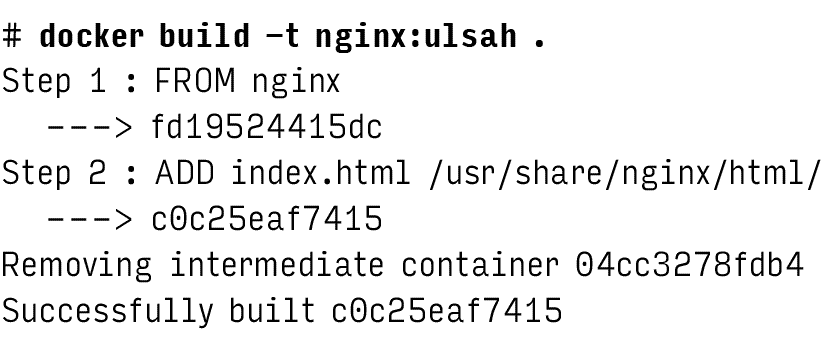 # docker build -t nginx:ulsah .
Step 1 : FROM nginx
---> fd19524415dc
Step 2 : ADD index.html /usr/share/nginx/html/
---> c0c25eaf7415
Removing intermediate container 04cc3278fdb4
Successfully built c0c25eaf7415